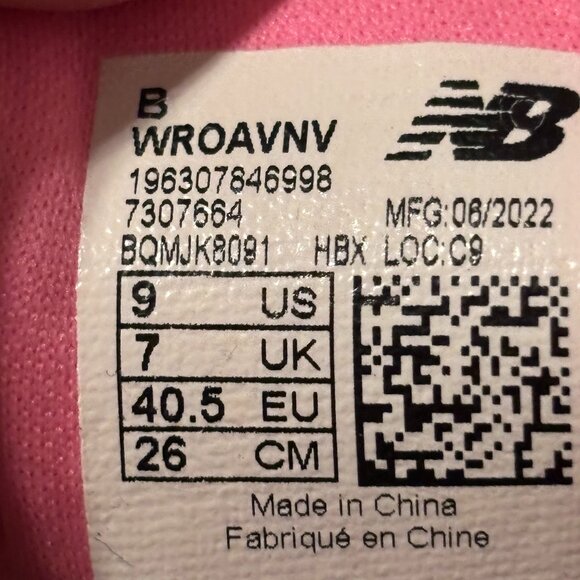 B
WROAVNV
NB
196307846998
7307664 MFG:06/2022
BQMJK8091 HBX LOC:C9
9 US
7 UK
40.5 EU
26 CM
Made in China
Fabriqué en Chine